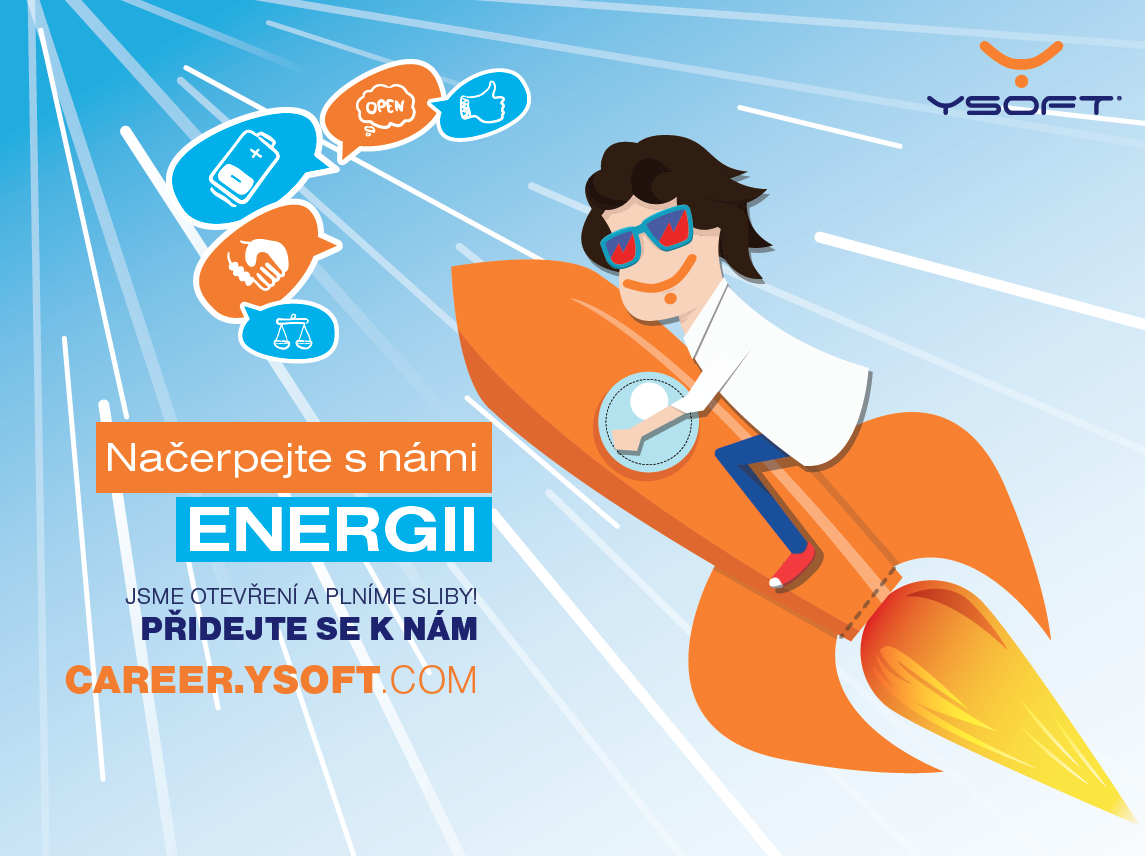 YSOFT
OPEN
Načerpejte s námi
ENERGII
JSME OTEVŘENÍ A PLNÍME SLIBY!
PŘIDEJTE SE K NÁM
CAREER.YSOFT.COM